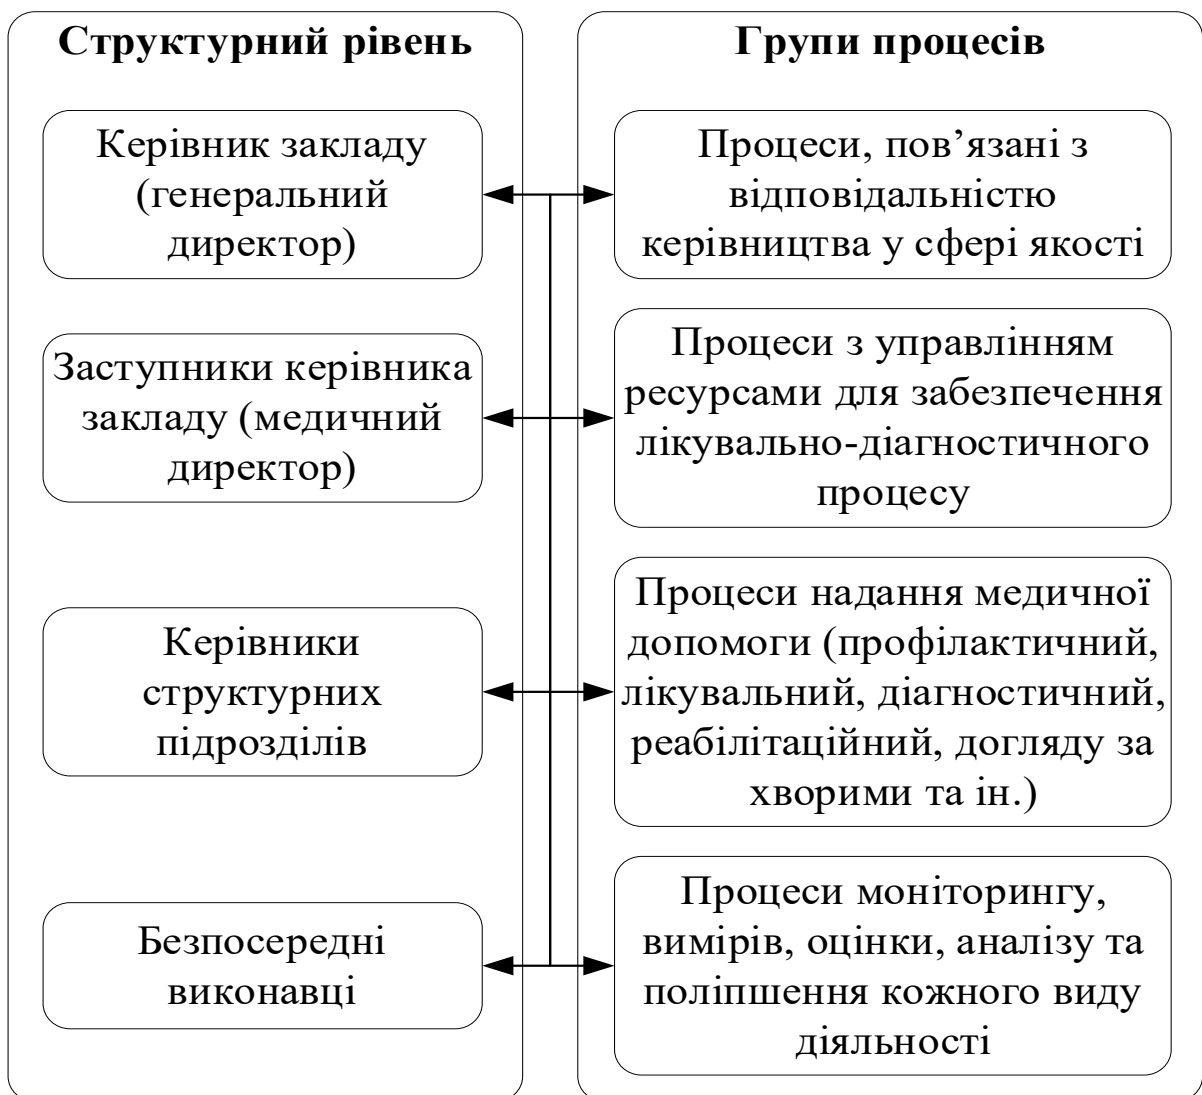 Структурний рівень
Керівник закладу
(генеральний
директор)
Заступники керівника
закладу (медичний
директор)
Керівники
структурних
підрозділів
Безпосередні
виконавці
Групи процесів
Процеси, пов’язані з
відповідальністю
керівництва у сфері якості
Процеси з управлінням
ресурсами для забезпечення
лікувально-діагностичного
процесу
Процеси надання медичної
допомоги (профілактичний,
лікувальний, діагностичний,
реабілітаційний, догляду за
хворими та ін.)
Процеси моніторингу,
вимірів, оцінки, аналізу та
поліпшення кожного виду
діяльності